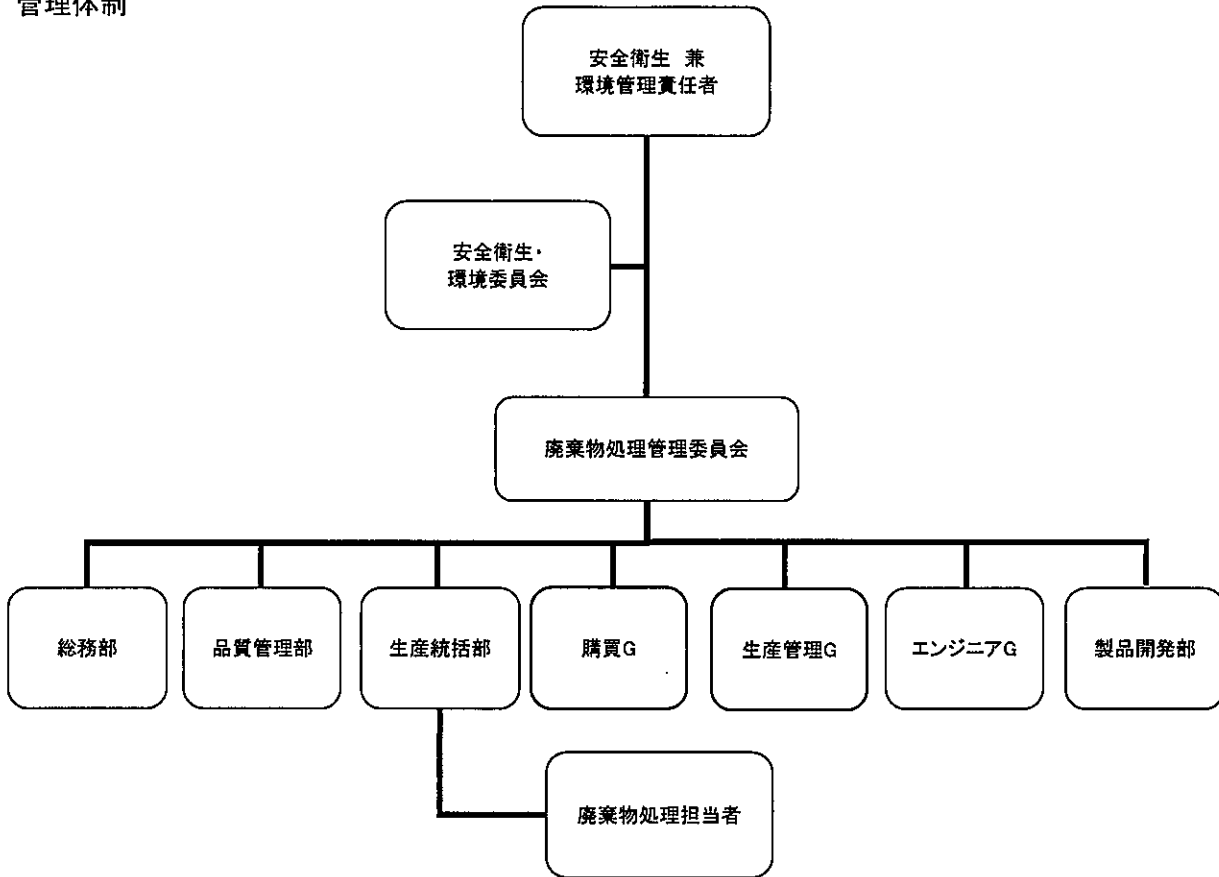 管理体制
安全衛生 兼
環境管理責任者
安全衛生・
環境委員会
廃棄物処理管理委員会
総務部
品質管理部
生産統括部
購買G
生産管理G
エンジニアG
製品開発部
廃棄物処理担当者